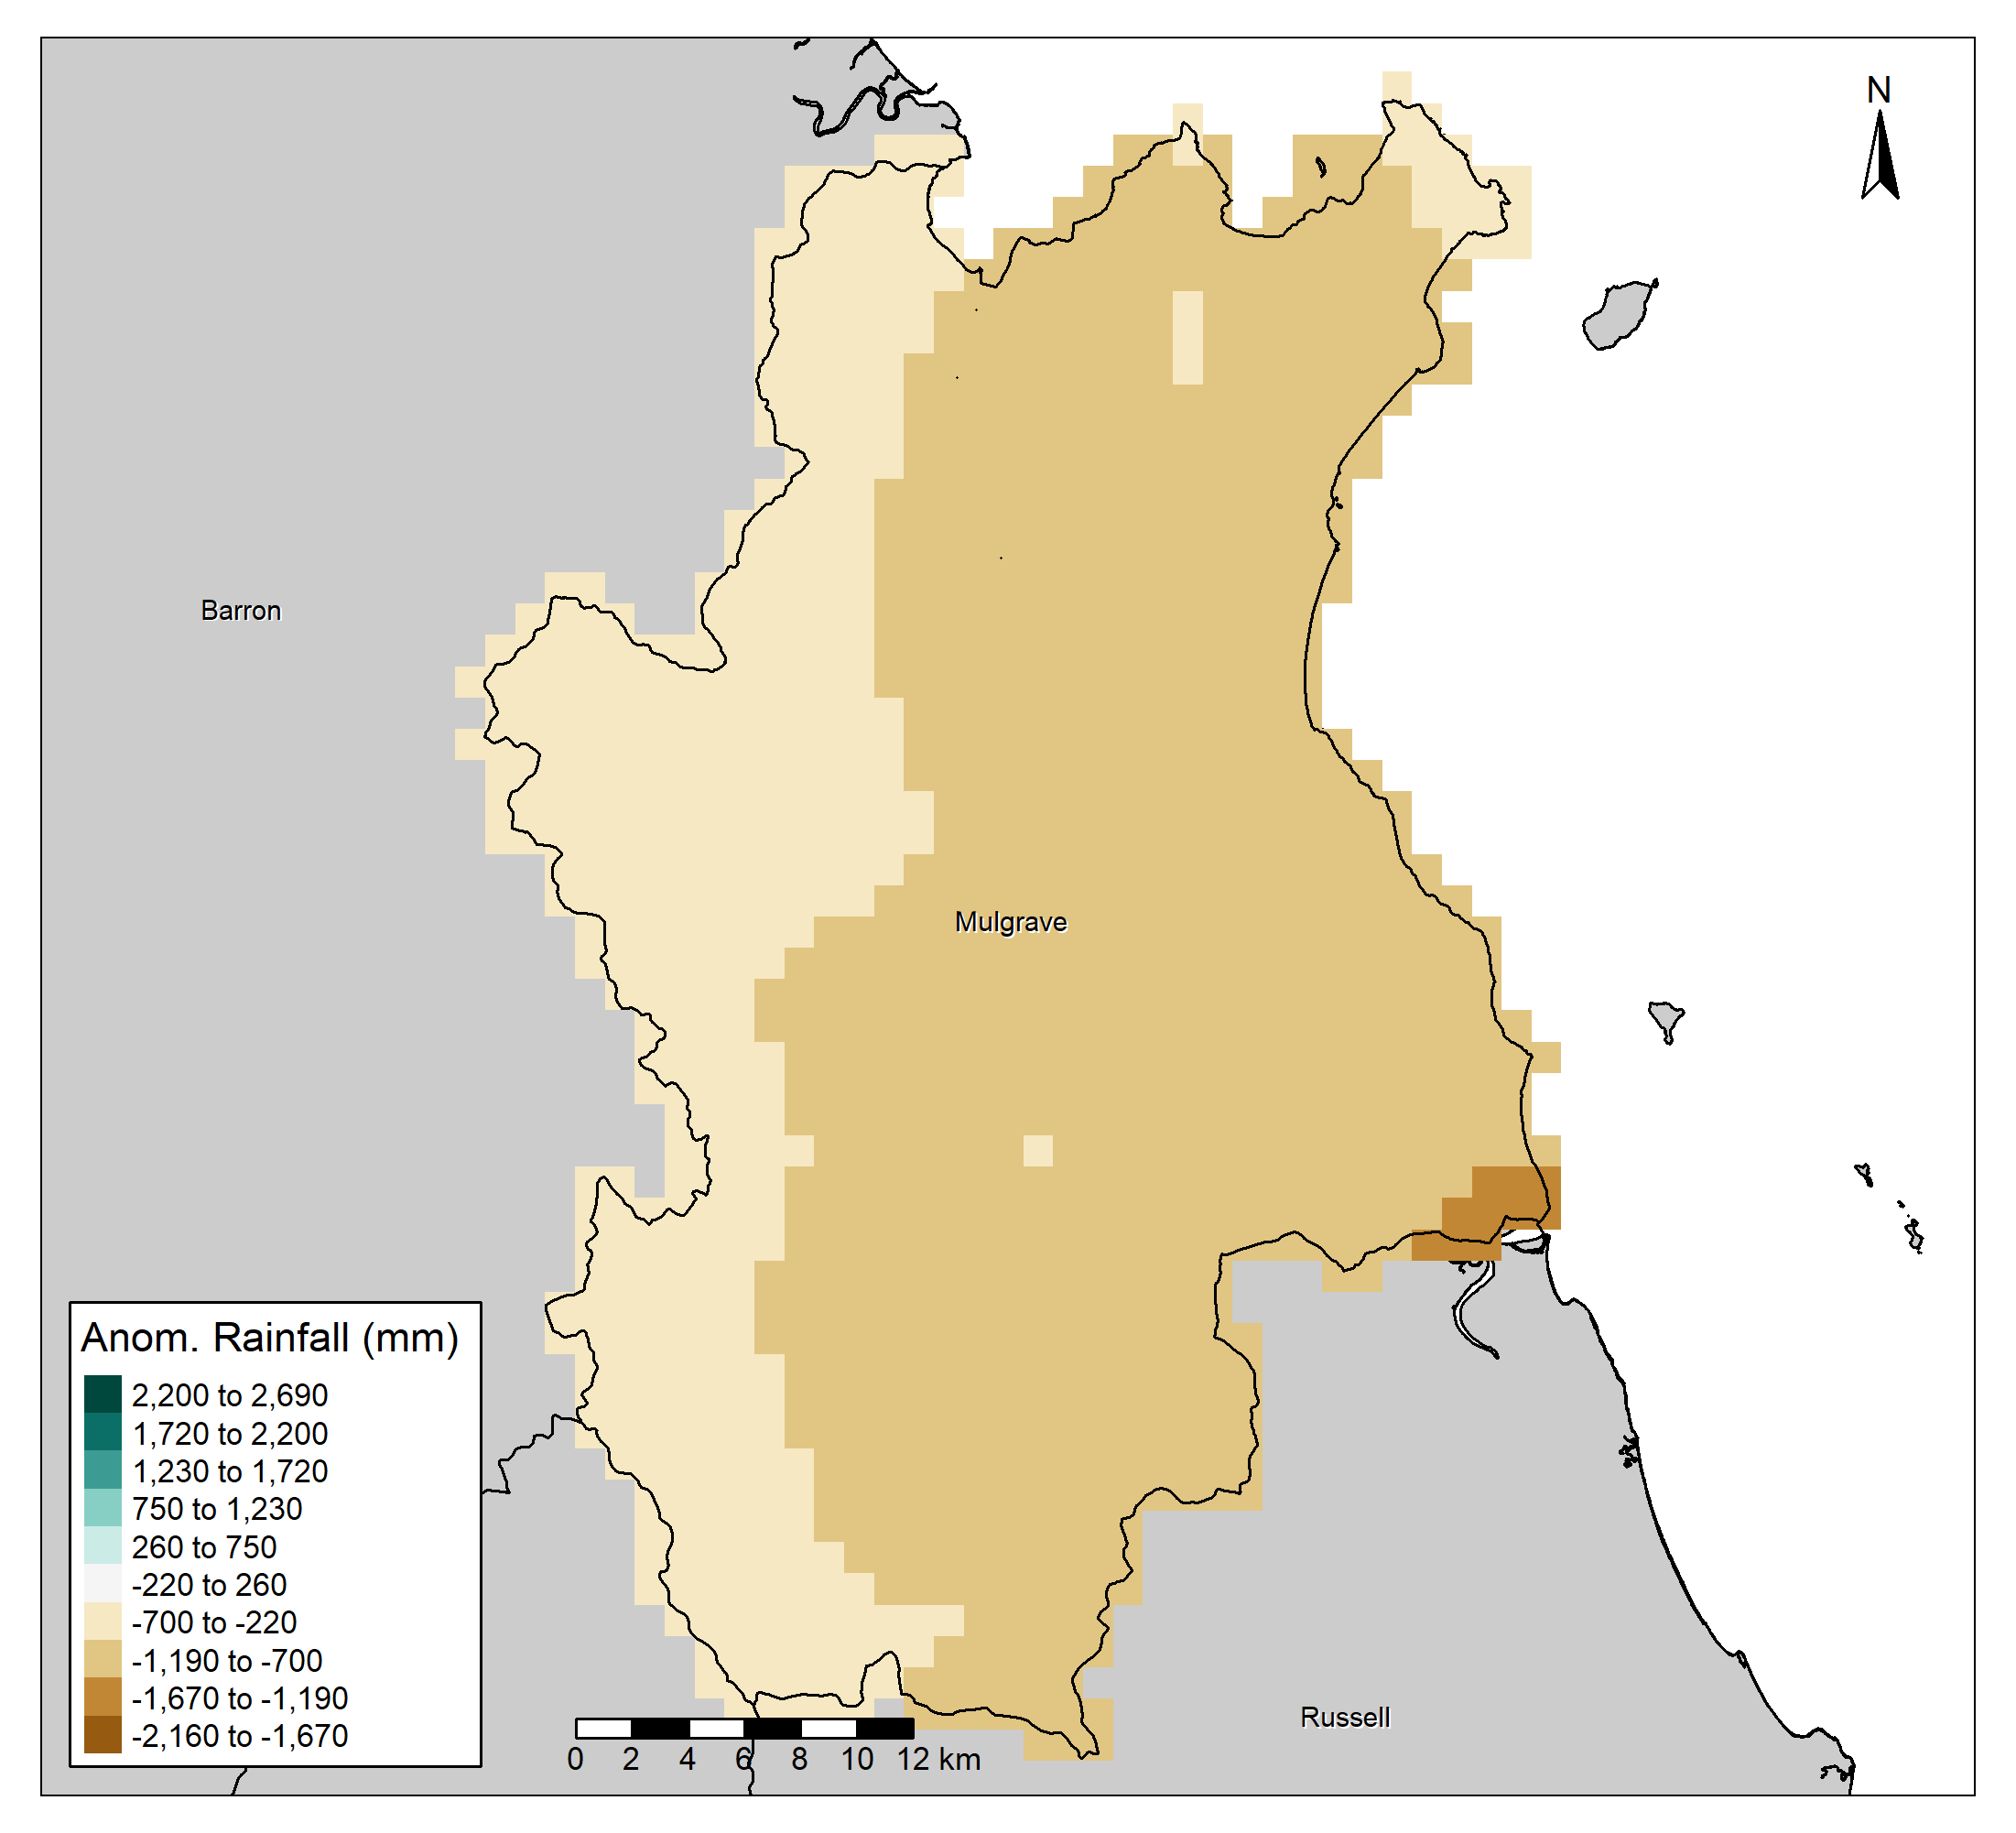 N
Barron
Mulgrave
Anom. Rainfall (mm)
2,200 to 2,690
1,720 to 2,200
1,230 to 1,720
750 to 1,230
260 to 750
-220 to 260
-700 to -220
-1,190 to -700
-1,670 to -1,190
-2,160 to -1,670
Russell
0 2 4 6 8 10 12 km